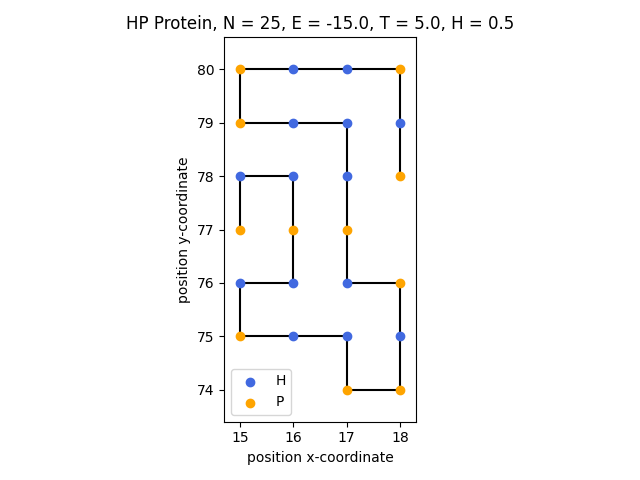 HP Protein, N = 25, E = -15.0, T = 5.0, H = 0.5
position y-coordinate
80
79
78
77
76
75
74
H
P
15 16 17 18
position x-coordinate